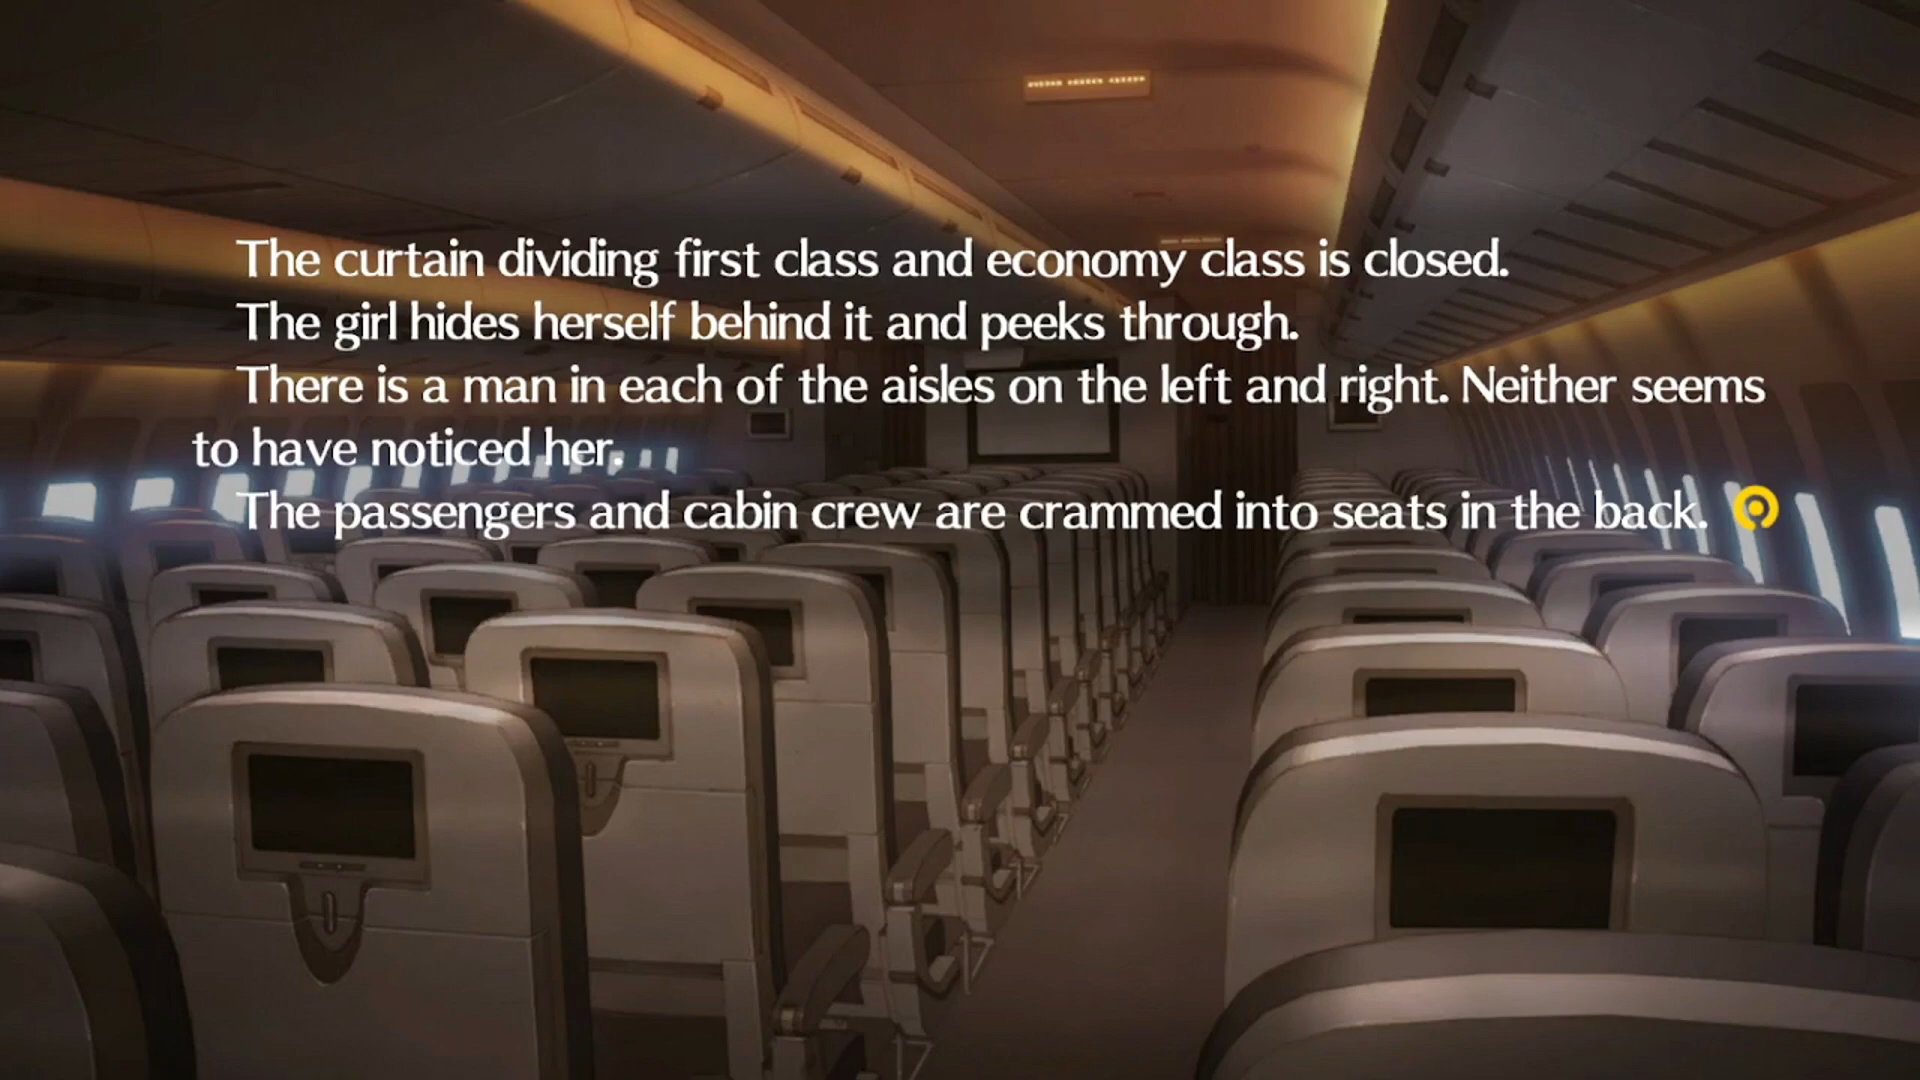 The curtain dividing first class and economy class is closed.
The girl hides herself behind it and peeks through.
There is a man in each of the aisles on the left and right. Neither seems
to have noticed her.
The passengers and cabin crew are crammed into seats in the back.